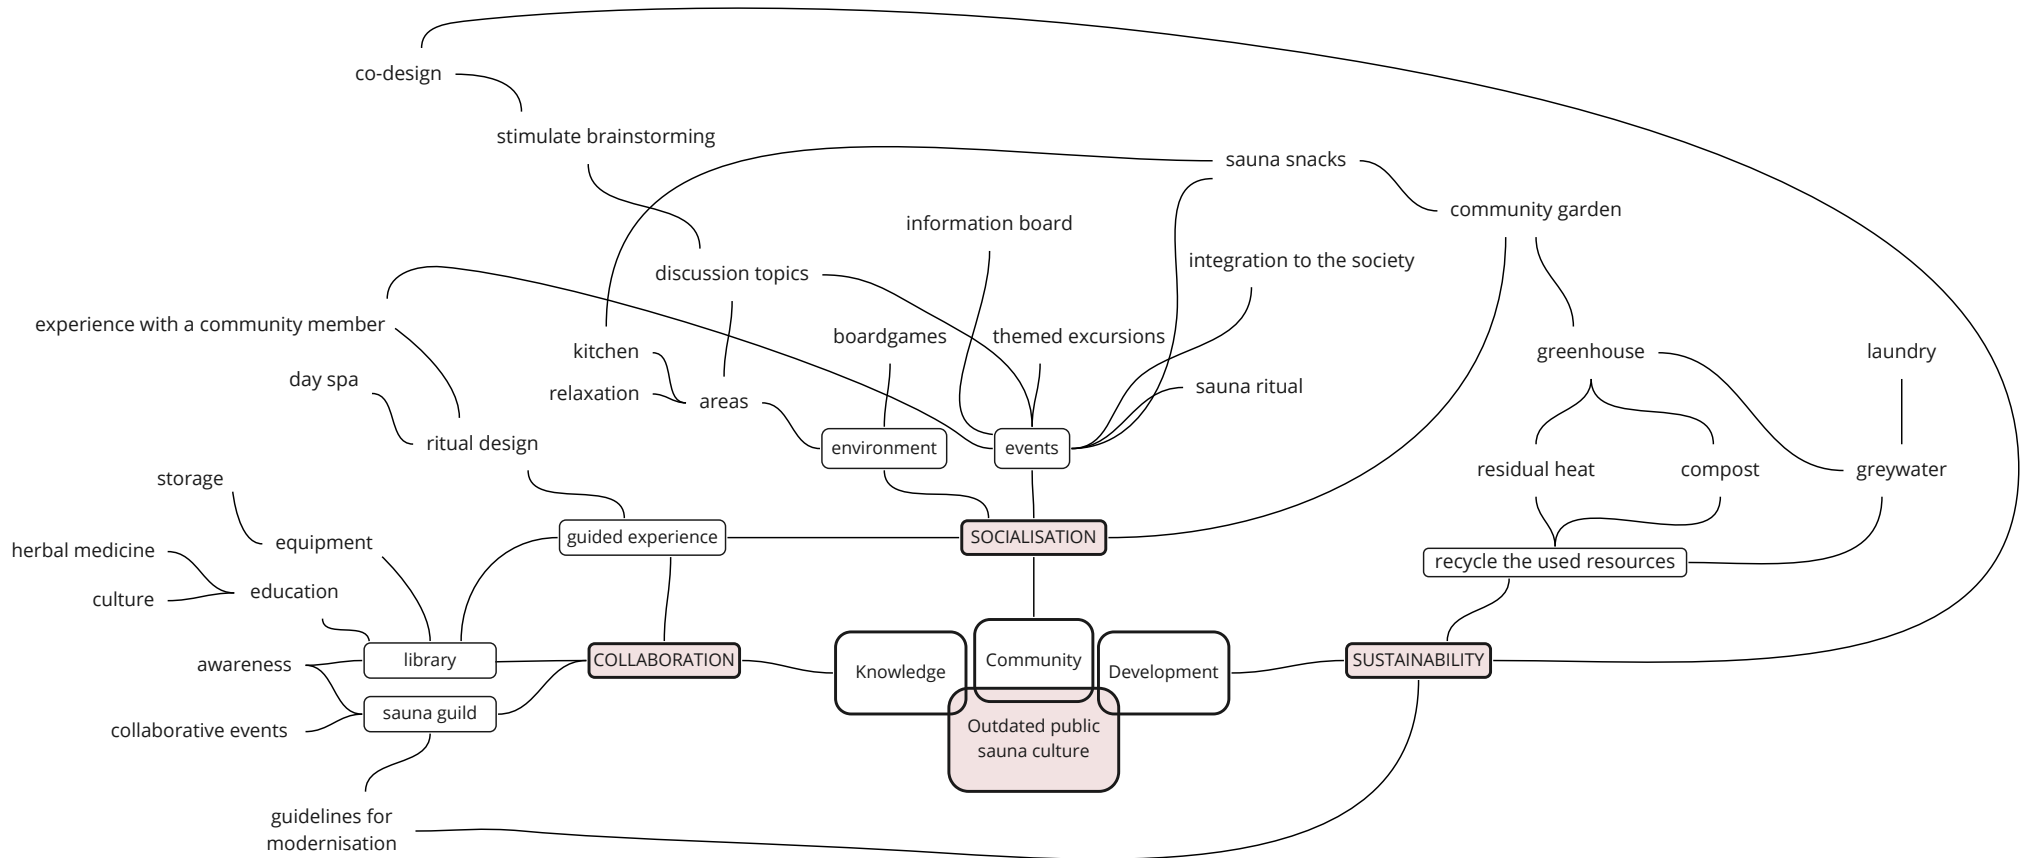 co-design
stimulate brainstorming
sauna snacks
community garden
information board
integration to the society
discussion topics
experience with a community member
boardgames
themed excursions
kitchen
greenhouse
laundry
day spa
relaxation
areas
sauna ritual
ritual design
environment
events
residual heat
compost
greywater
storage
guided experience
SOCIALISATION
equipment
herbal medicine
recycle the used resources
education
culture
library
COLLABORATION
Knowledge
Community
Development
SUSTAINABILITY
awareness
sauna guild
collaborative events
Outdated public
sauna culture
guidelines for
modernisation